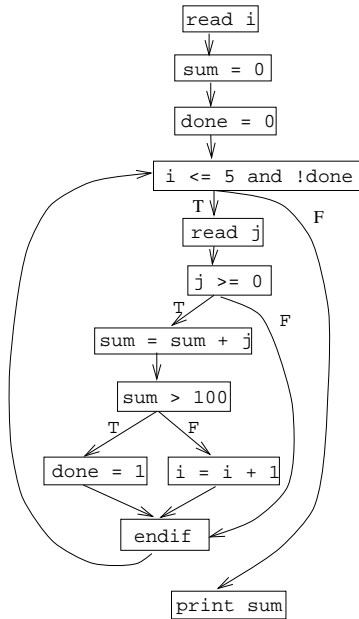 read i
sum = 0
done = 0
i <= 5 and !done
T
F
read j
j >= 0
T
F
sum = sum + j
sum > 100
T
F
done = 1
i = i + 1
endif
print sum